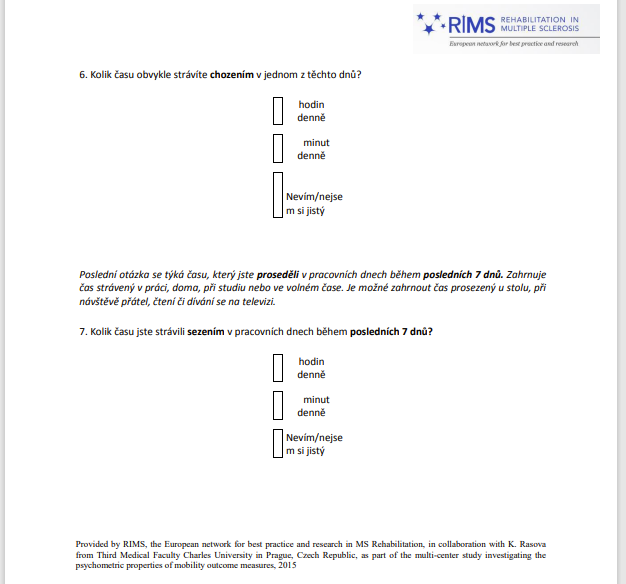 RIMS REHABILITATION IN
MULTIPLE SCLEROSIS
European network for best practice and research
6. Kolik času obvykle strávíte chozením v jednom z těchto dnů?
hodin
denně
minut
denně
Nevím/nejse
m si jistý
Poslední otázka se týká času, který jste proseděli v pracovních dnech během posledních 7 dnů. Zahrnuje
čas strávený v práci, doma, při studiu nebo ve volném čase. Je možné zahrnout čas prosezený u stolu, při
návštěvě přátel, čtení či dívání se na televizi.
7. Kolik času jste strávili sezením v pracovních dnech během posledních 7 dnů?
hodin
denně
minut
denně
Nevím/nejse
m si jistý
Provided by RIMS, the European network for best practice and research in MS Rehabilitation, in collaboration with K. Rasova
from Third Medical Faculty Charles University in Prague, Czech Republic, as part of the multi-center study investigating the
psychometric properties of mobility outcome measures, 2015